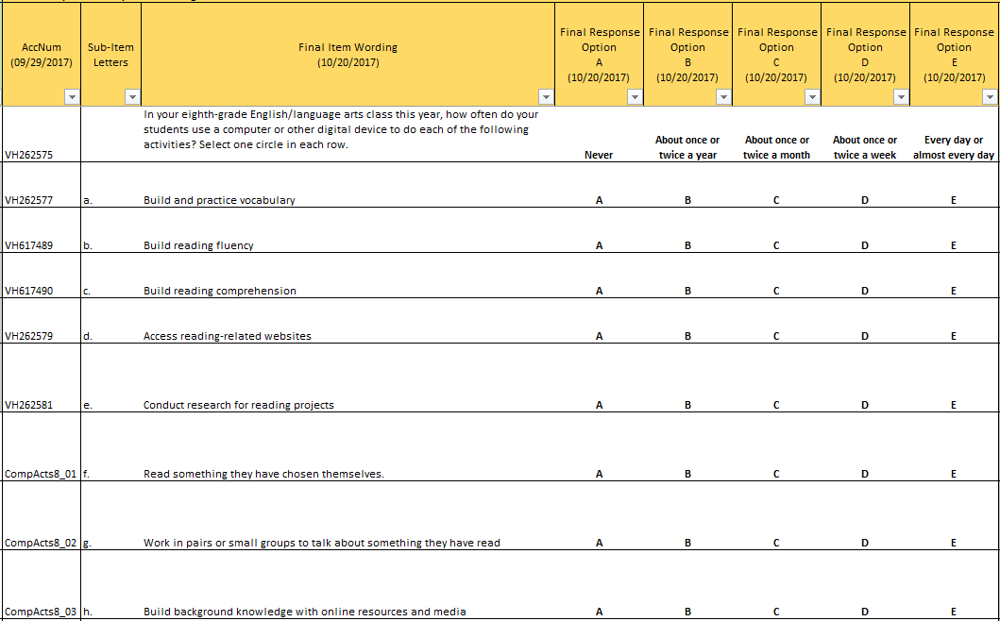 AccNum
(09/29/2017)
Sub-Item
Letters
Final Item Wording
(10/20/2017)
Final Response
Option
A
(10/20/2017)
Final Response
Option
B
(10/20/2017)
Final Response
Option
C
(10/20/2017)
Final Response
Option
D
(10/20/2017)
Final Response
Option
E
(10/20/2017)
In your eighth-grade English/language arts class this year, how often do your
students use a computer or other digital device to do each of the following
activities? Select one circle in each row.
VH262575
Never
About once or
twice a year
About once or
twice a month
About once or
twice a week
Every day or
almost every day
VH262577 a. Build and practice vocabulary A B C D E
VH617489 b. Build reading fluency A B C D E
VH617490 c. Build reading comprehension A B C D E
VH262579 d. Access reading-related websites A B C D E
VH262581 e. Conduct research for reading projects A B C D E
CompActs8_01 f. Read something they have chosen themselves. A B C D E
CompActs8_02 g. Work in pairs or small groups to talk about something they have read A B C D E
CompActs8_03 h. Build background knowledge with online resources and media A B C D E